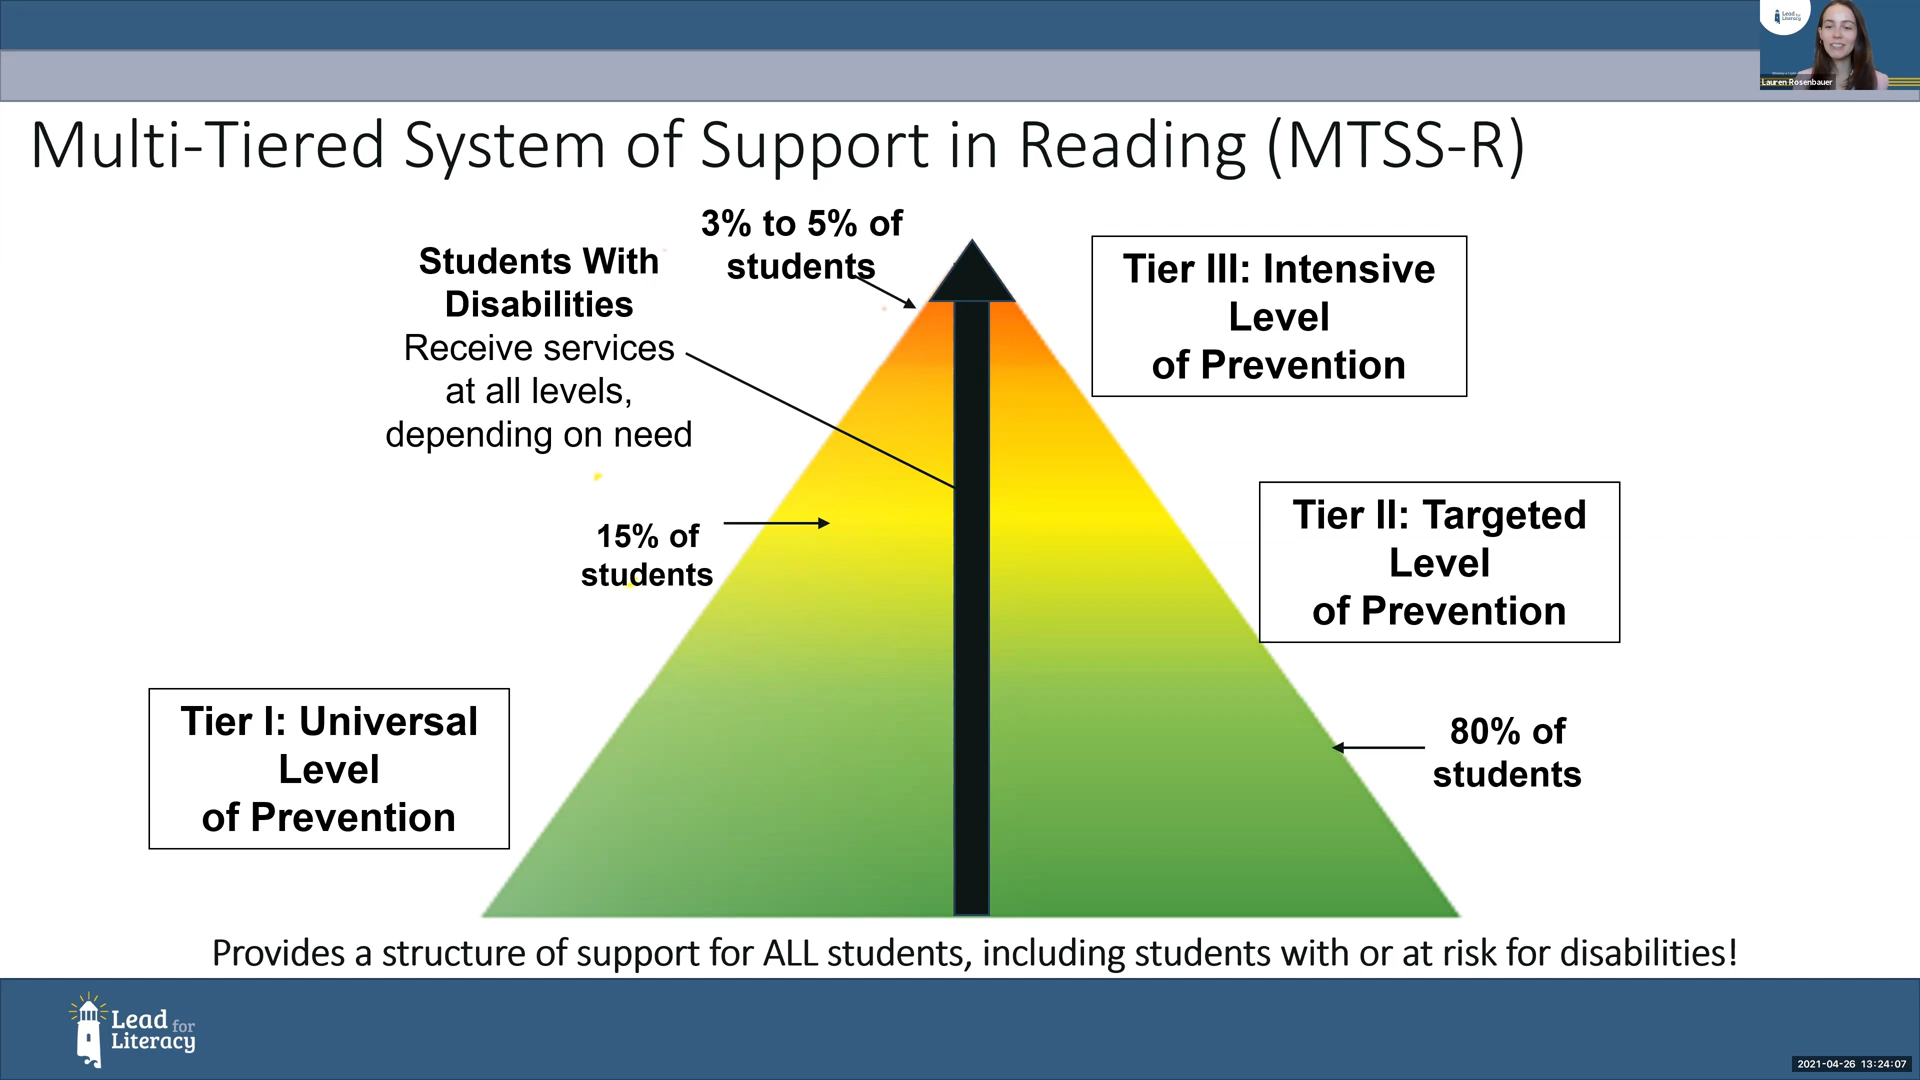 Lead for
Literacy
Lauren Rosenbauer
Multi-Tiered System of Support in Reading (MTSS-R)
3% to 5% of
students
Students With
Disabilities
Receive services
at all levels,
depending on need
Tier III: Intensive
Level
of Prevention
15% of
students
Tier II: Targeted
Level
of Prevention
Tier I: Universal
Level
of Prevention
80% of
students
Provides a structure of support for ALL students, including students with or at risk for disabilities!
Lead for
Literacy
2021-04-26 13:24:07